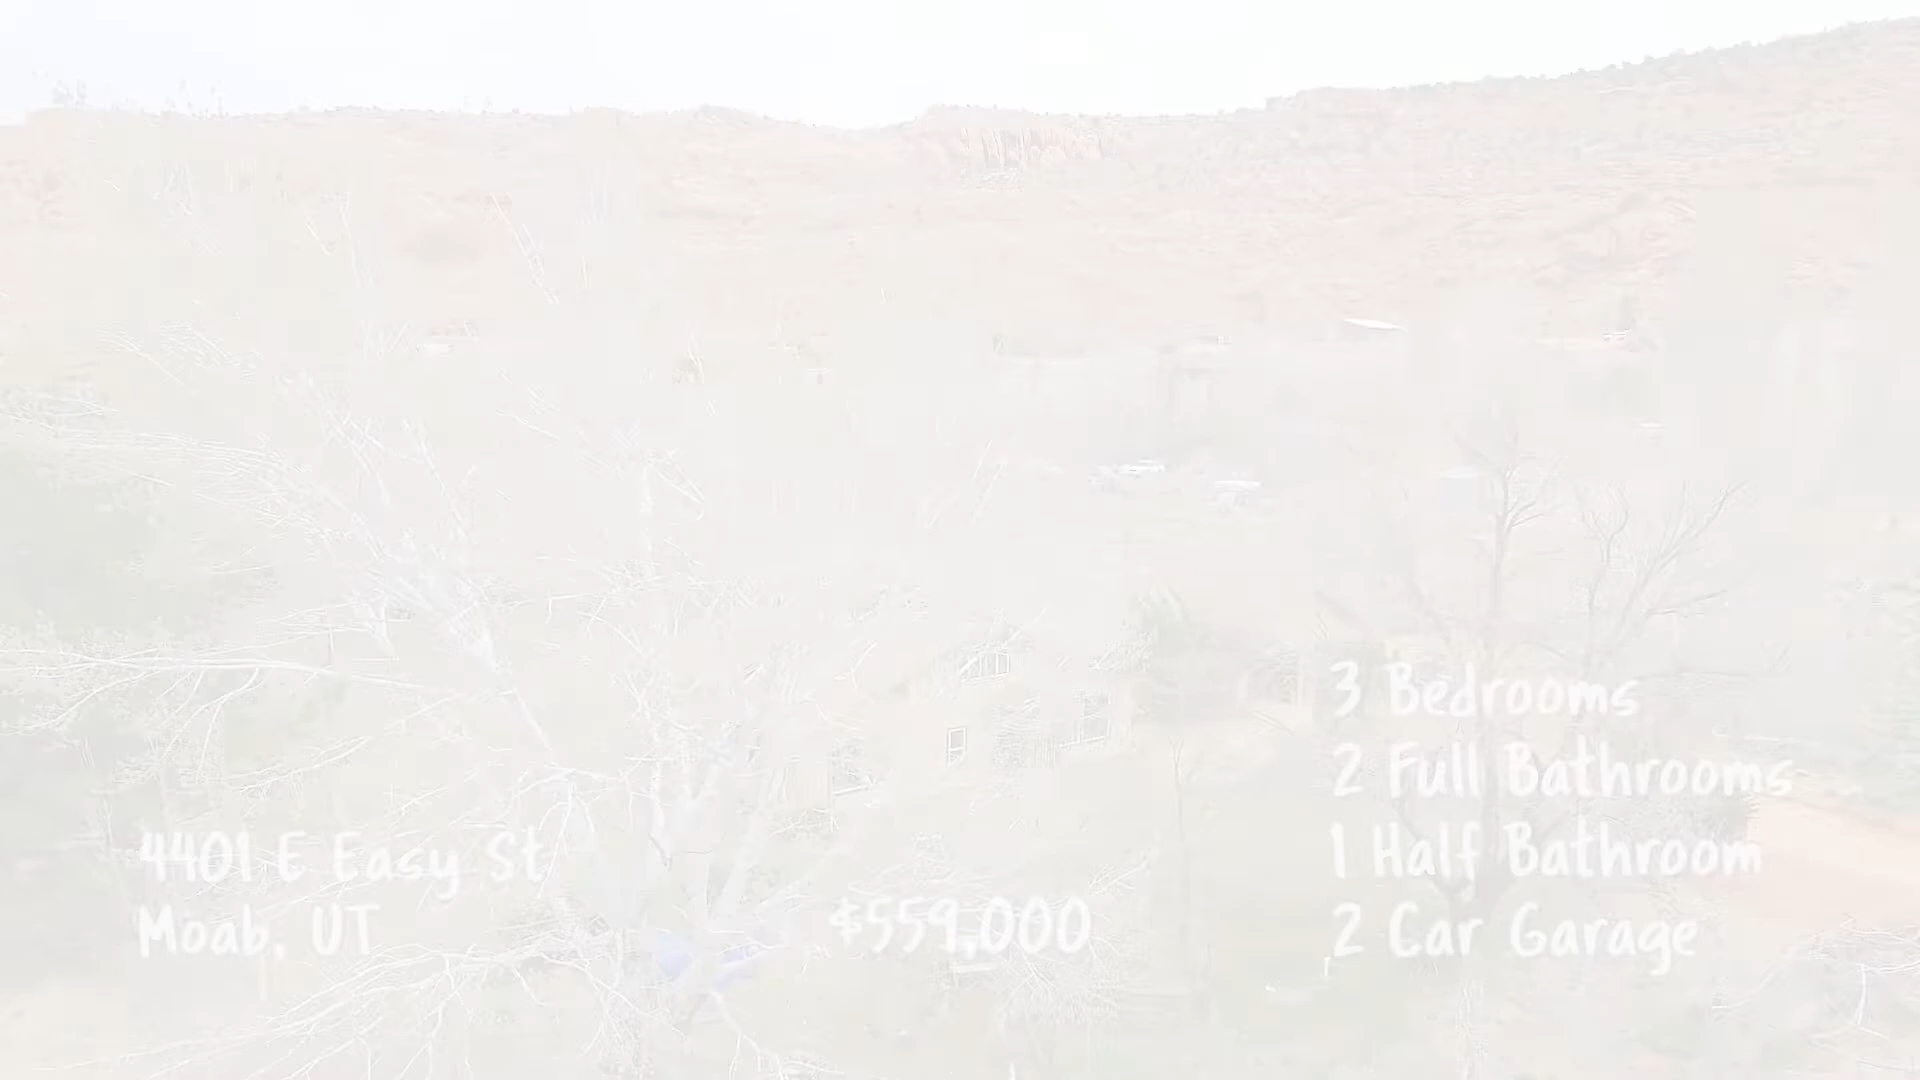 4401 E Easy St
Moab, UT
$559,000
3 Bedrooms
2 Full Bathrooms
1 Half Bathroom
2 Car Garage